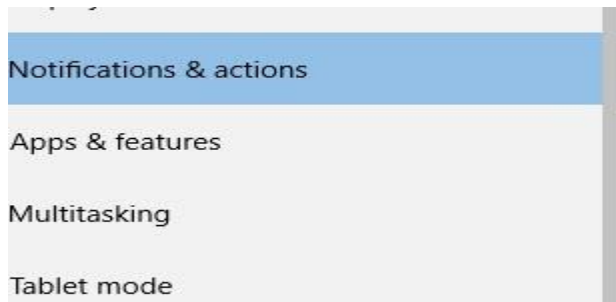 Notifications & actions
Apps & features
Multitasking
Tablet mode